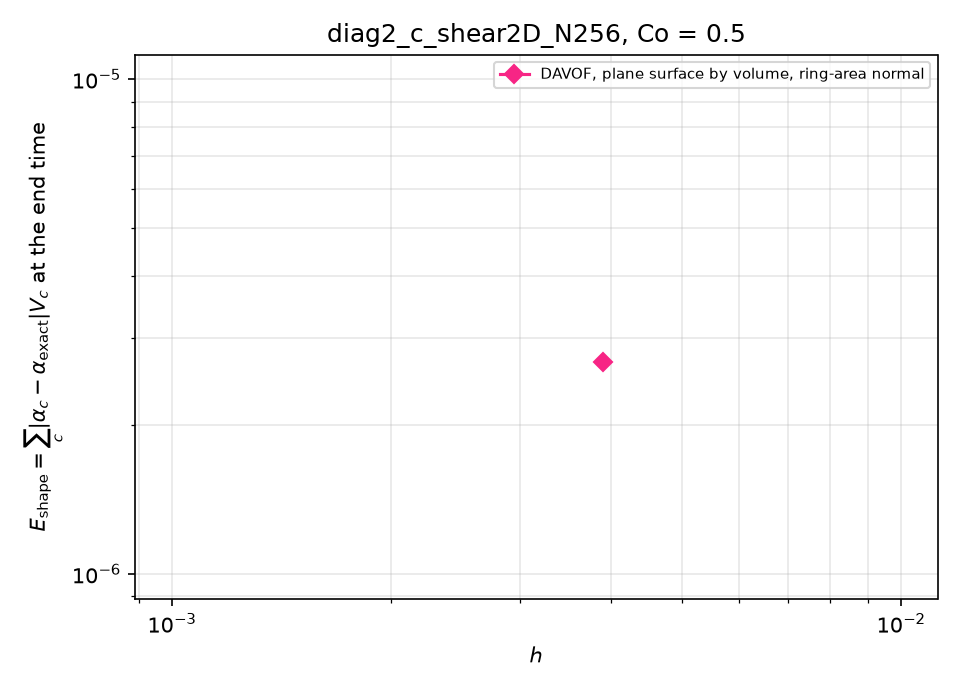 diag2_c_shear2D_N256, Co = 0.5
DAVOF, plane surface by volume, ring-area normal
E_shape = ∑_c |α_c − α_exact|V_c at the end time
10⁻⁵
10⁻⁶
10⁻³
10⁻²
h